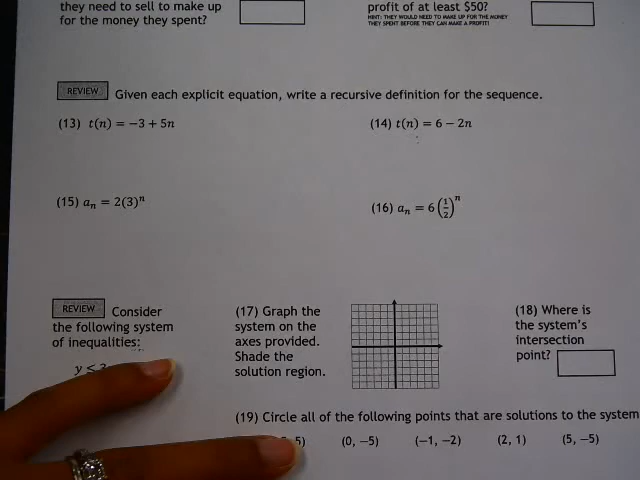 they need to sell to make up
for the money they spent?
profit of at least $50?
HINT: THEY WOULD NEED TO MAKE UP FOR THE MONEY
THEY SPENT BEFORE THEY CAN MAKE A PROFIT!
REVIEW Given each explicit equation, write a recursive definition for the sequence.
(13) t(n) = −3 + 5n
(14) t(n) = 6 − 2n
(15) aₙ = 2(3)ⁿ
(16) aₙ = 6(1/2)ⁿ
REVIEW Consider
the following system
of inequalities:
y <
(17) Graph the
system on the
axes provided.
Shade the
solution region.
(18) Where is
the system's
intersection
point?
(19) Circle all of the following points that are solutions to the system
5) (0, −5) (−1, −2) (2, 1) (5, −5)